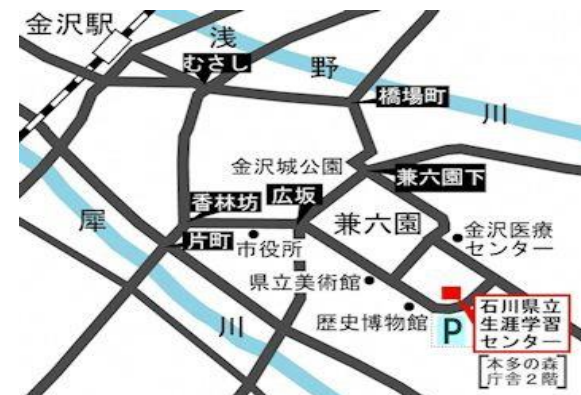 金沢駅
浅
野
川
むさし
橋場町
金沢城公園
兼六園下
香林坊
広坂
兼六園
金沢医療
センター
犀
川
片町
市役所
県立美術館
歴史博物館
P
石川県立
生涯学習
センター
本多の森
庁舎2階